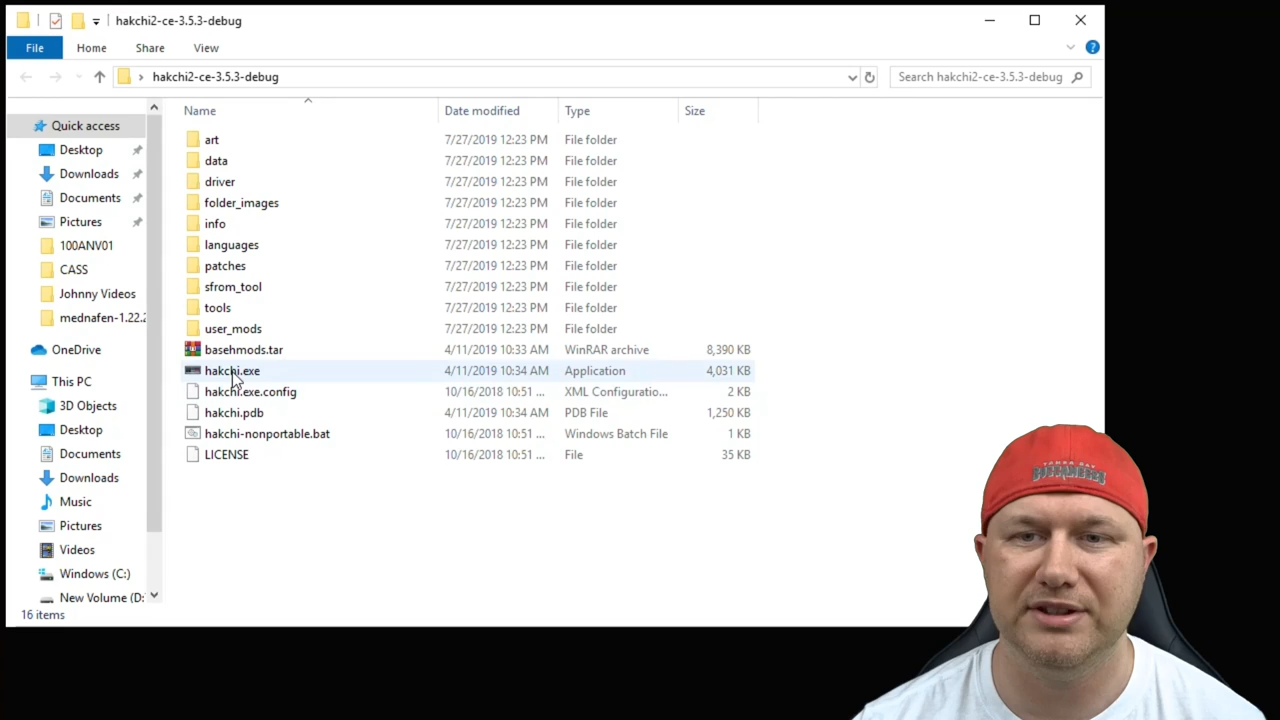 hakchi2-ce-3.5.3-debug
File Home Share View
hakchi2-ce-3.5.3-debug Search hakchi2-ce-3.5.3-debug
Name Date modified Type Size
Quick access
Desktop
Downloads
Documents
Pictures
100ANV01
CASS
Johnny Videos
mednafen-1.22.2
OneDrive
This PC
3D Objects
Desktop
Documents
Downloads
Music
Pictures
Videos
Windows (C:)
New Volume (D:
art 7/27/2019 12:23 PM File folder
data 7/27/2019 12:23 PM File folder
driver 7/27/2019 12:23 PM File folder
folder_images 7/27/2019 12:23 PM File folder
info 7/27/2019 12:23 PM File folder
languages 7/27/2019 12:23 PM File folder
patches 7/27/2019 12:23 PM File folder
sfrom_tool 7/27/2019 12:23 PM File folder
tools 7/27/2019 12:23 PM File folder
user_mods 7/27/2019 12:23 PM File folder
basehmods.tar 4/11/2019 10:33 AM WinRAR archive 8,390 KB
hakchi.exe 4/11/2019 10:34 AM Application 4,031 KB
hakchi.exe.config 10/16/2018 10:51 ... XML Configuratio... 2 KB
hakchi.pdb 4/11/2019 10:34 AM PDB File 1,250 KB
hakchi-nonportable.bat 10/16/2018 10:51 ... Windows Batch File 1 KB
LICENSE 10/16/2018 10:51 ... File 35 KB
16 items
TAMPA BAY
BUCCANEERS